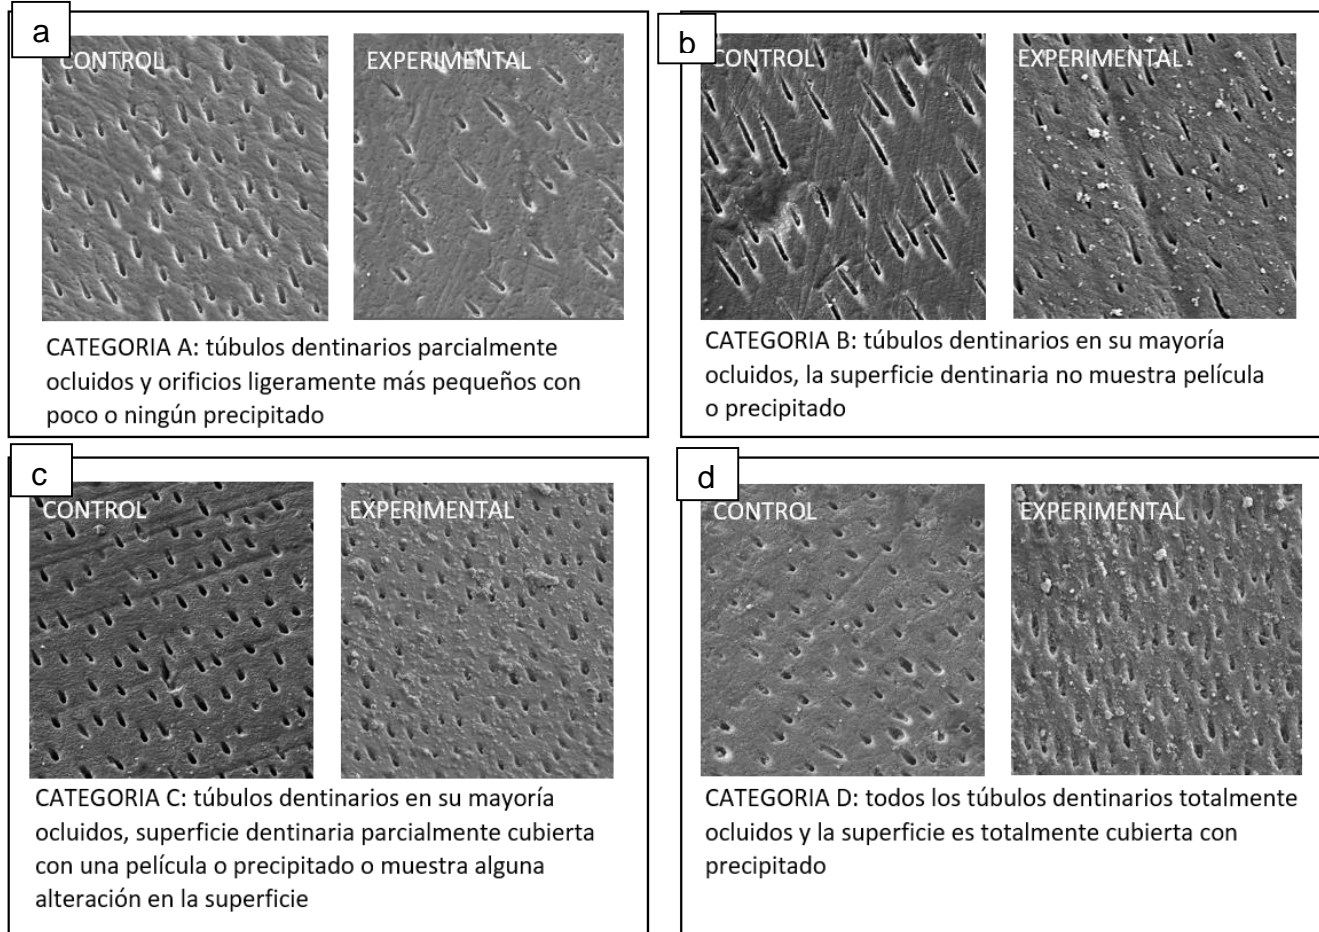 a
CONTROL
EXPERIMENTAL
CATEGORIA A: túbulos dentinarios parcialmente
ocluidos y orificios ligeramente más pequeños con
poco o ningún precipitado
b
CONTROL
EXPERIMENTAL
CATEGORIA B: túbulos dentinarios en su mayoría
ocluidos, la superficie dentinaria no muestra película
o precipitado
c
CONTROL
EXPERIMENTAL
CATEGORIA C: túbulos dentinarios en su mayoría
ocluidos, superficie dentinaria parcialmente cubierta
con una película o precipitado o muestra alguna
alteración en la superficie
d
CONTROL
EXPERIMENTAL
CATEGORIA D: todos los túbulos dentinarios totalmente
ocluidos y la superficie es totalmente cubierta con
precipitado